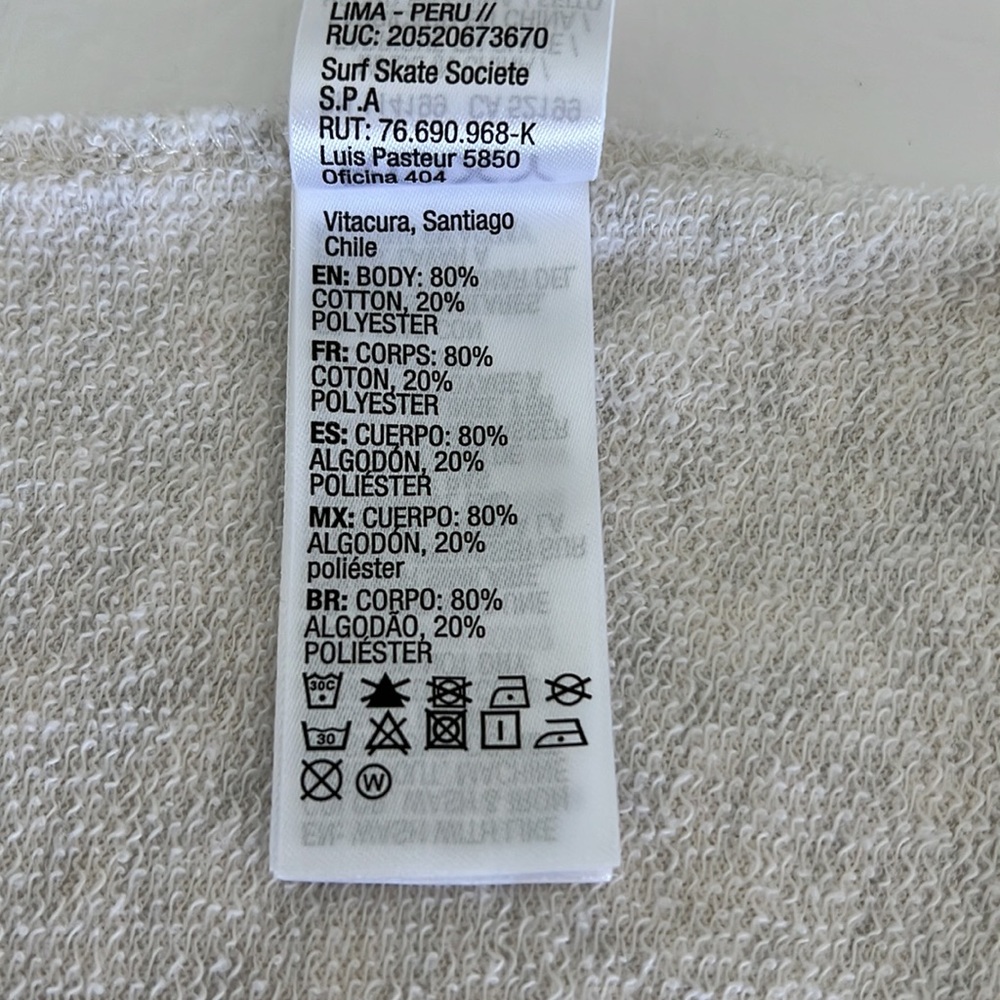 LIMA - PERU //
RUC: 20520673670
Surf Skate Societe
S.P.A
RUT: 76.690.968-K
Luis Pasteur 5850
Oficina 404
Vitacura, Santiago
Chile
EN: BODY: 80%
COTTON, 20%
POLYESTER
FR: CORPS: 80%
COTON, 20%
POLYESTER
ES: CUERPO: 80%
ALGODÓN, 20%
POLIÉSTER
MX: CUERPO: 80%
ALGODÓN, 20%
poliéster
BR: CORPO: 80%
ALGODÃO, 20%
POLIÉSTER
30C
30
W